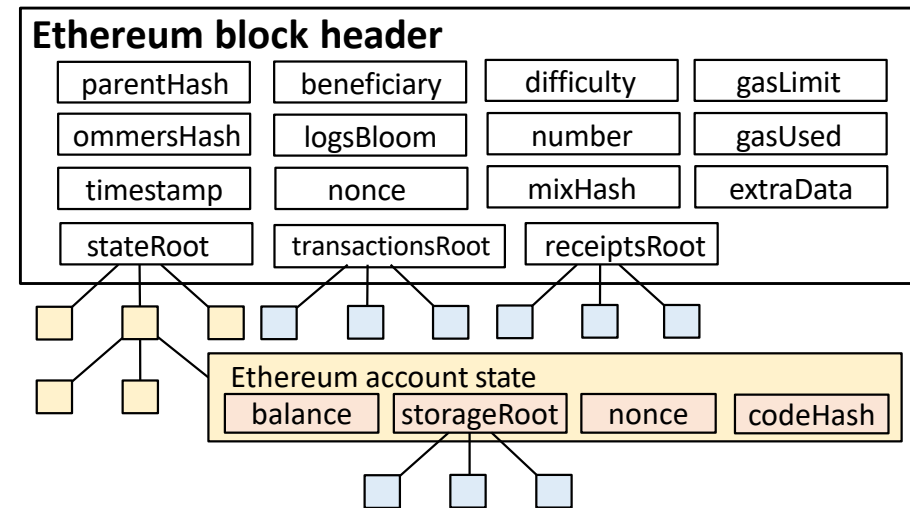 Ethereum block header
parentHash beneficiary difficulty gasLimit
ommersHash logsBloom number gasUsed
timestamp nonce mixHash extraData
stateRoot transactionsRoot receiptsRoot
Ethereum account state
balance storageRoot nonce codeHash